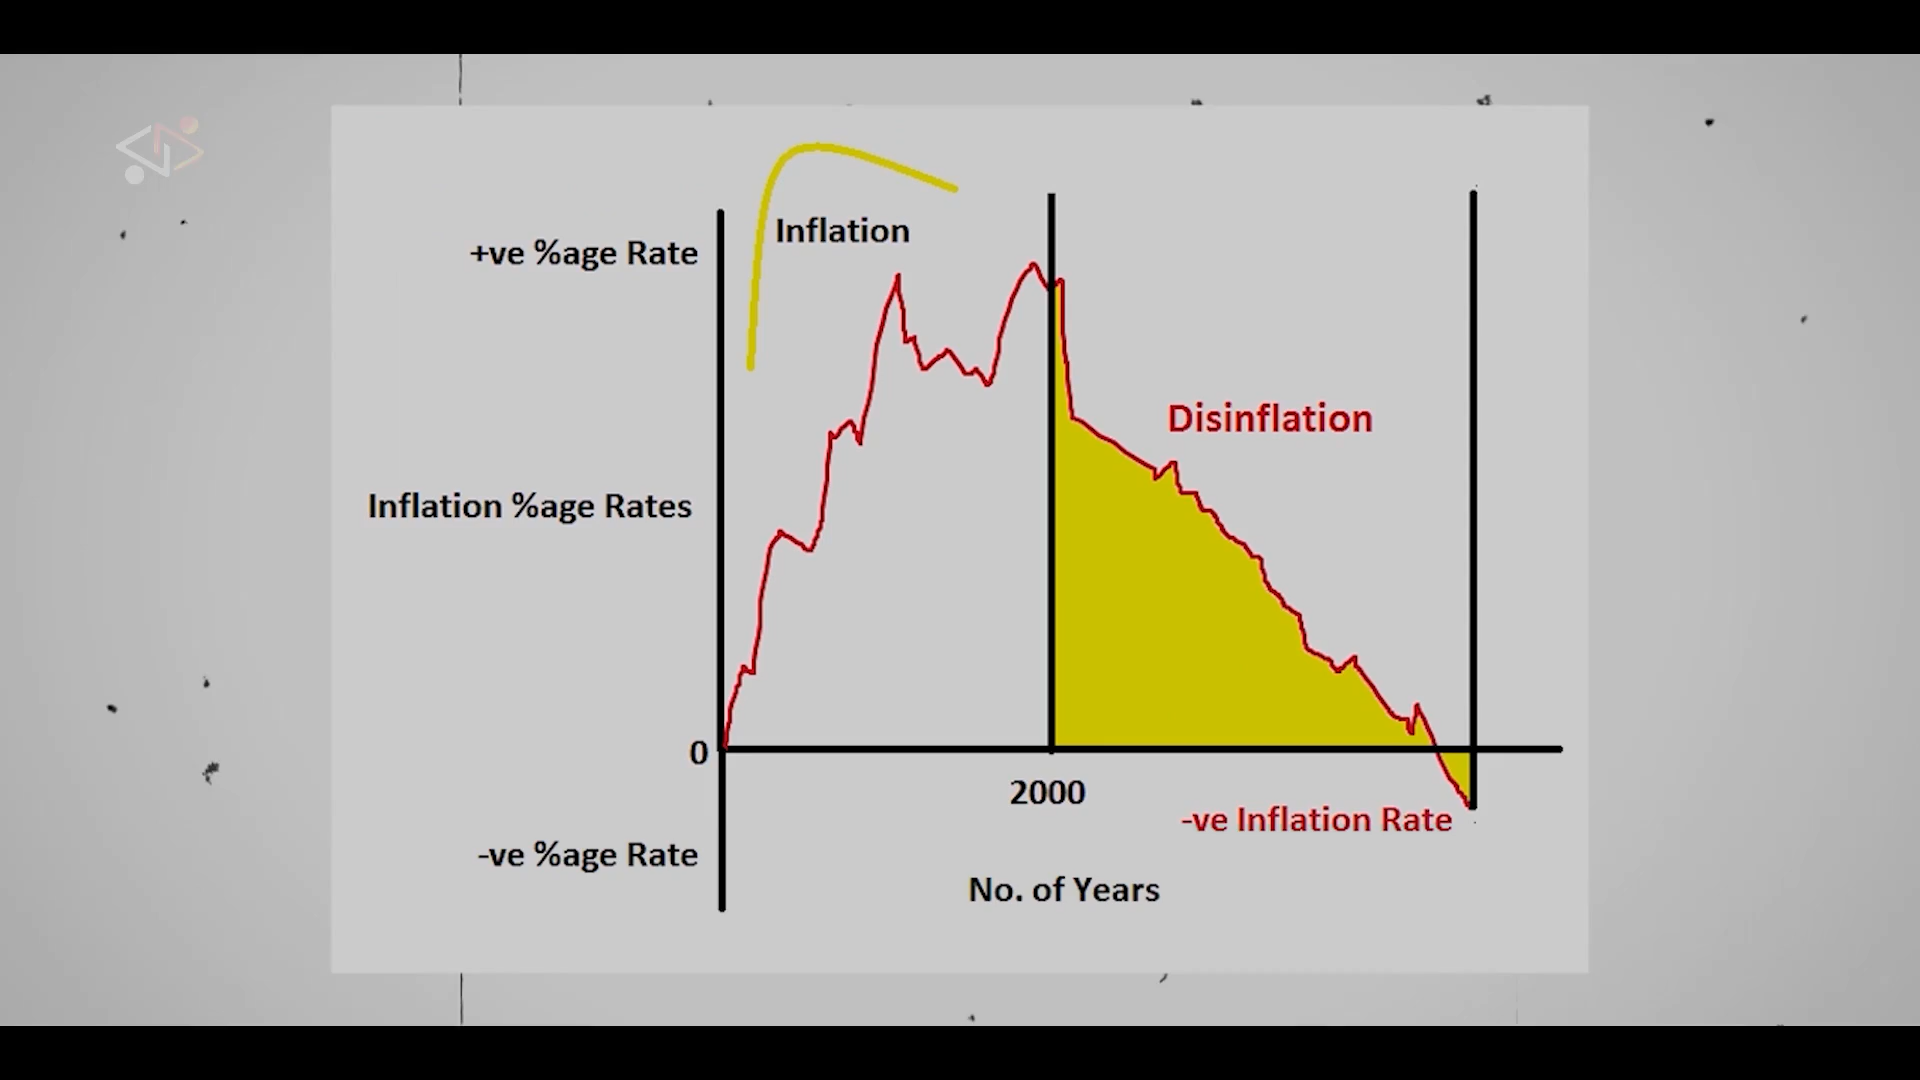 Inflation
+ve %age Rate
Disinflation
Inflation %age Rates
0
2000
-ve Inflation Rate
-ve %age Rate
No. of Years